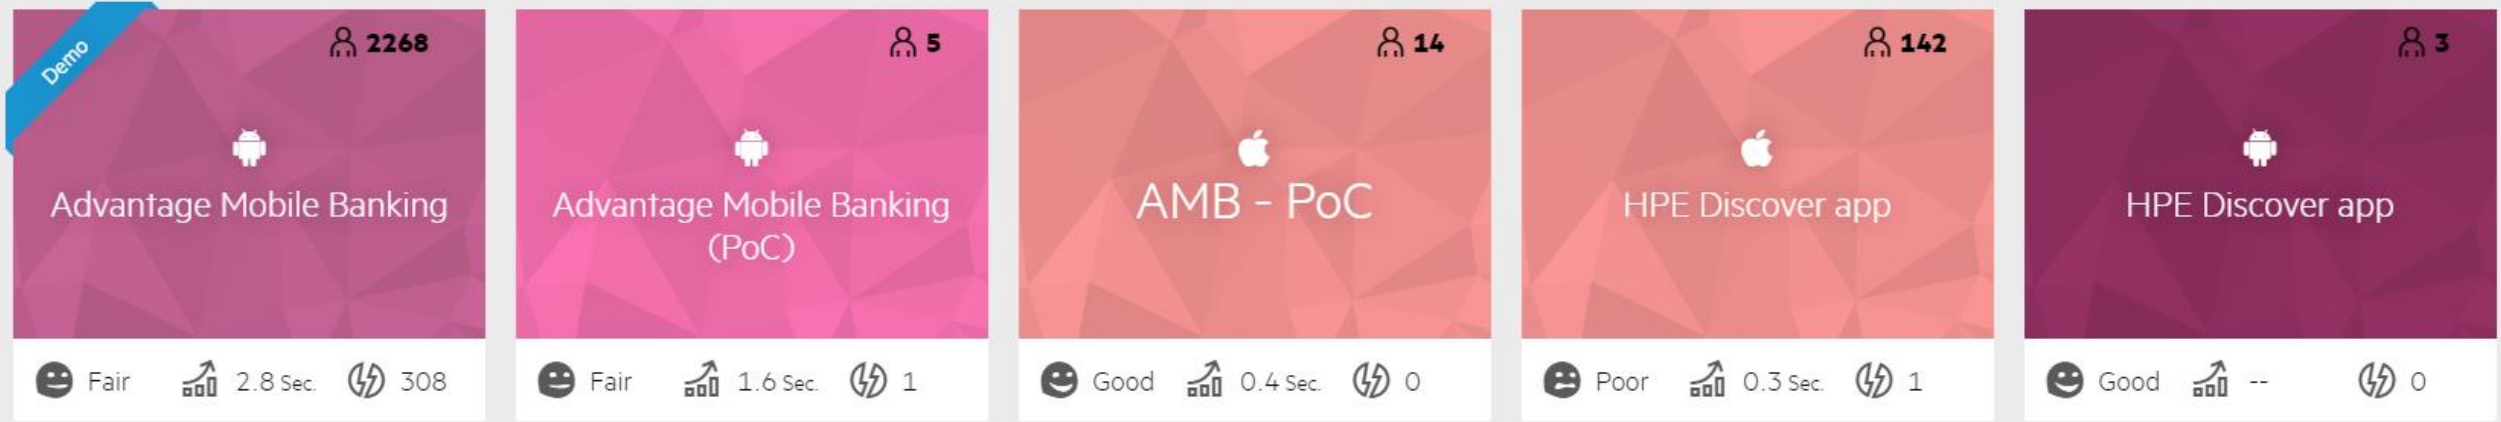 Demo
2268
Advantage Mobile Banking
Fair 2.8 Sec. 308
5
Advantage Mobile Banking
(PoC)
Fair 1.6 Sec. 1
14
AMB - PoC
Good 0.4 Sec. 0
142
HPE Discover app
Poor 0.3 Sec. 1
3
HPE Discover app
Good -- 0